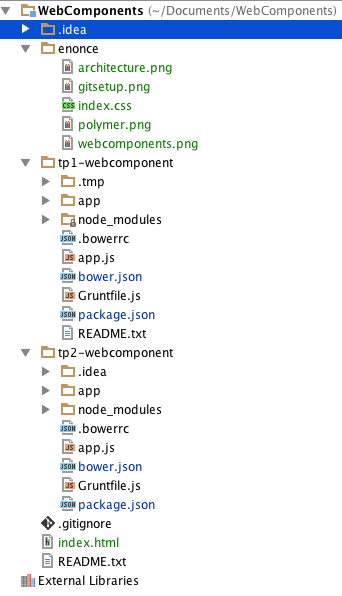 WebComponents (~/Documents/WebComponents)
.idea
enonce
architecture.png
gitsetup.png
index.css
polymer.png
webcomponents.png
tp1-webcomponent
.tmp
app
node_modules
.bowerrc
app.js
bower.json
Gruntfile.js
package.json
README.txt
tp2-webcomponent
.idea
app
node_modules
.bowerrc
app.js
bower.json
Gruntfile.js
package.json
.gitignore
index.html
README.txt
External Libraries